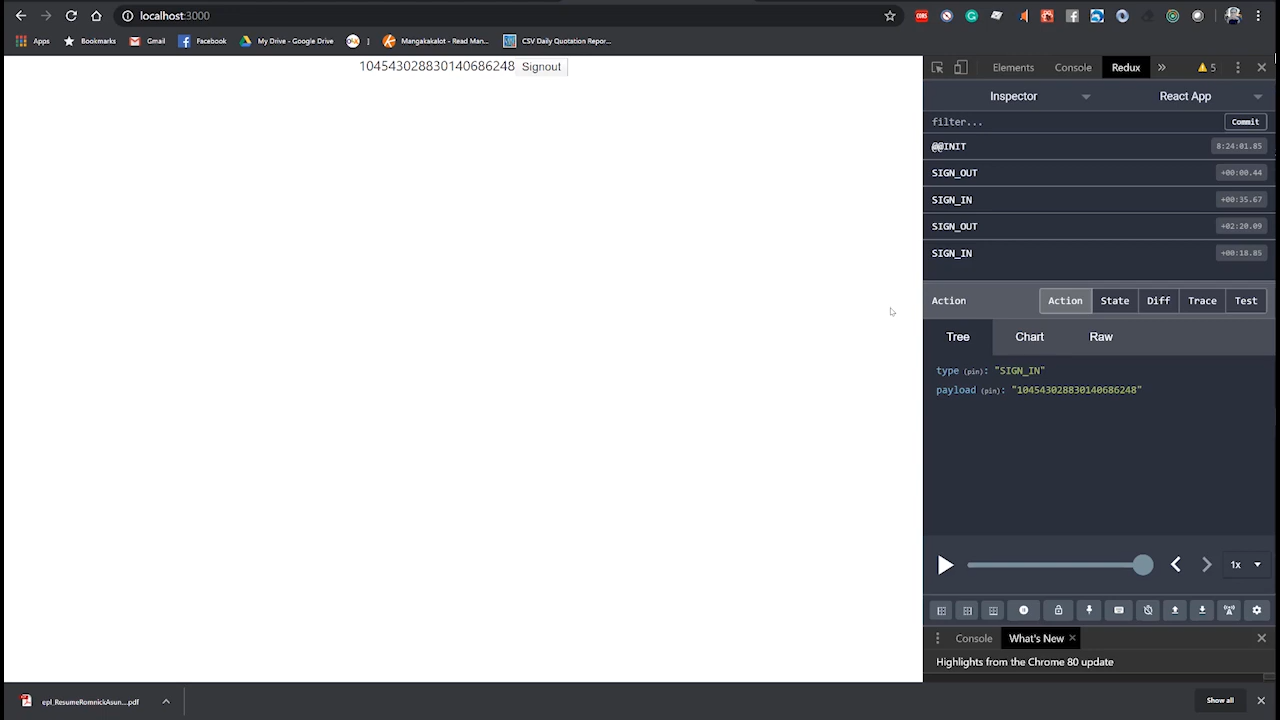 localhost:3000
Apps Bookmarks Gmail Facebook My Drive - Google Drive Mangakakalot - Read Man... CSV Daily Quotation Repor...
104543028830140686248 Signout
Elements Console Redux » 5
Inspector React App
filter... Commit
@@INIT 8:24:01.85
SIGN_OUT +00:00.44
SIGN_IN +00:35.67
SIGN_OUT +02:20.09
SIGN_IN +00:18.85
Action Action State Diff Trace Test
Tree Chart Raw
type (pin): "SIGN_IN"
payload (pin): "104543028830140686248"
1x
Console What's New ×
Highlights from the Chrome 80 update
epl_ResumeRomnickAsun....pdf Show all